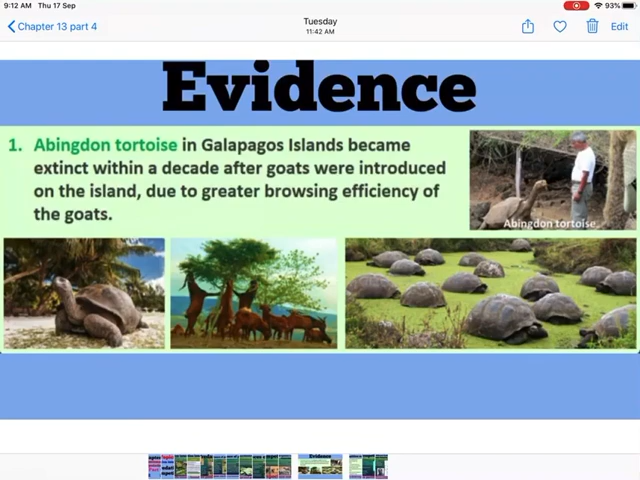 9:12 AM Thu 17 Sep
93%
Chapter 13 part 4
Tuesday
11:42 AM
Edit
Evidence
1. Abingdon tortoise in Galapagos Islands became
extinct within a decade after goats were introduced
on the island, due to greater browsing efficiency of
the goats.
Abingdon tortoise
Evidence